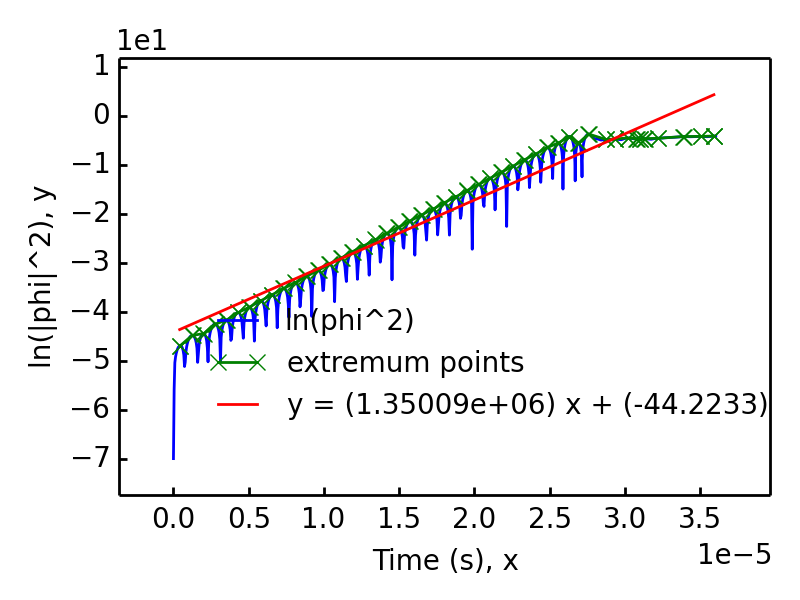 1e1
1
0
−1
−2
−3
−4
−5
−6
−7
ln(|phi|^2), y
ln(phi^2)
extremum points
y = (1.35009e+06) x + (-44.2233)
0.0 0.5 1.0 1.5 2.0 2.5 3.0 3.5
1e−5
Time (s), x